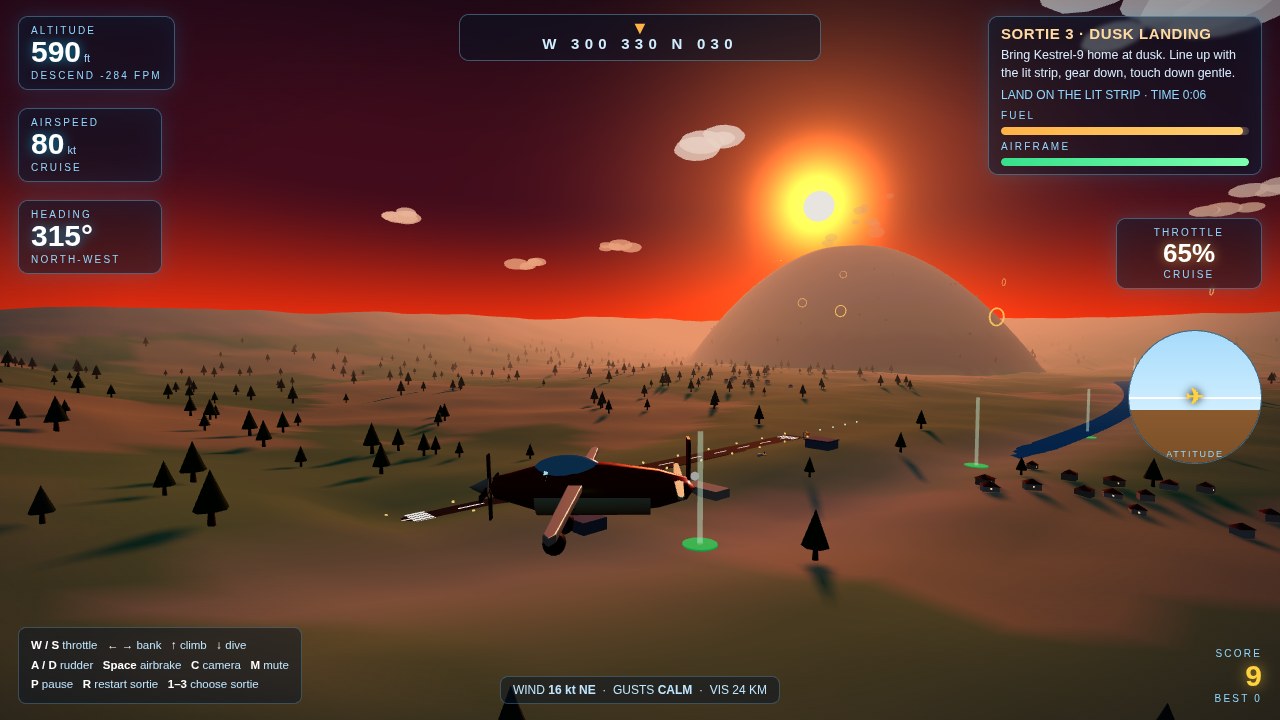 ALTITUDE
590 ft
DESCEND -284 FPM
AIRSPEED
80 kt
CRUISE
HEADING
315°
NORTH-WEST
▼
W 300 330 N 030
SORTIE 3 · DUSK LANDING
Bring Kestrel-9 home at dusk. Line up with
the lit strip, gear down, touch down gentle.
LAND ON THE LIT STRIP · TIME 0:06
FUEL
AIRFRAME
THROTTLE
65%
CRUISE
ATTITUDE
W / S throttle ← → bank ↑ climb ↓ dive
A / D rudder Space airbrake C camera M mute
P pause R restart sortie 1–3 choose sortie
WIND 16 kt NE · GUSTS CALM · VIS 24 KM
SCORE
9
BEST 0